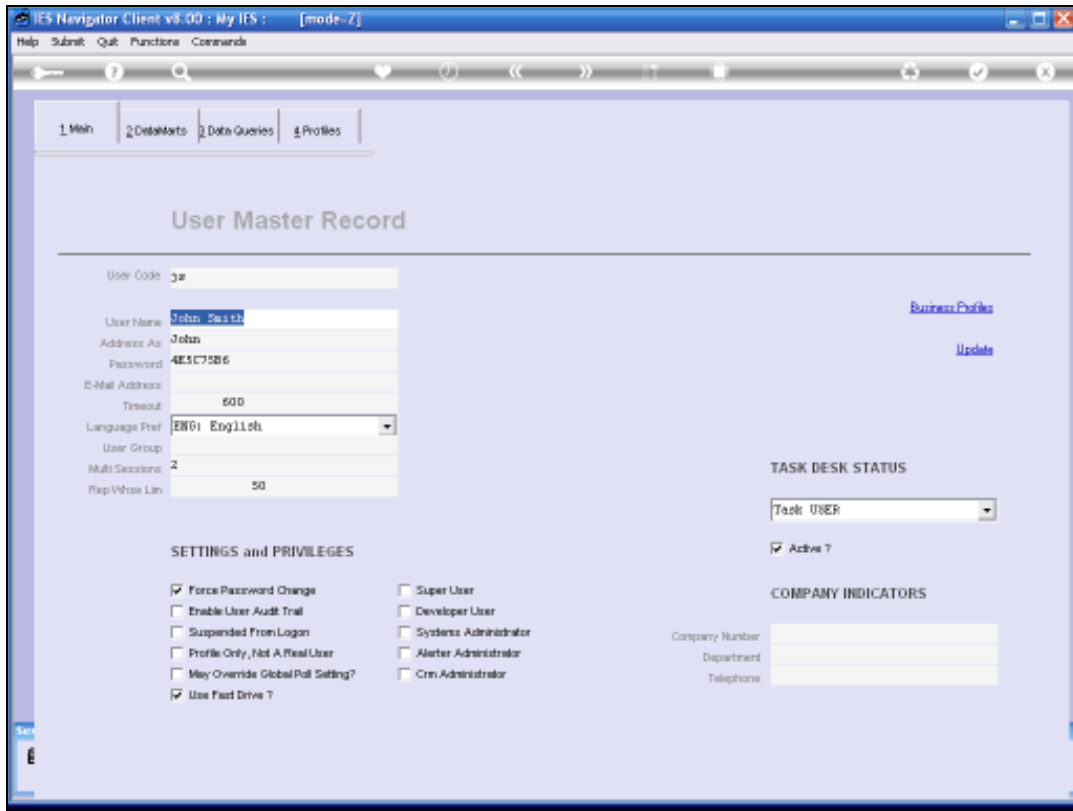 IES Navigator Client v8.00 : My IES : [mode=Z]
Help Submit Quit Functions Commands
1 Main 2 DataMarts 3 Data Queries 4 Profiles
User Master Record
User Code
Business Profiles
User Name John Smith
Address As John
Update
Password 4E5C75B6
E-Mail Address
Timeout 600
Language Pref ENG: English
User Group
Multi Sessions 2
TASK DESK STATUS
Rep Whse Lim 50
Task USER
SETTINGS and PRIVILEGES
Active ?
Force Password Change Super User
COMPANY INDICATORS
Enable User Audit Trail Developer User
Suspended From Logon Systems Administrator
Company Number
Profile Only, Not A Real User Alerter Administrator
Department
May Override Global Poll Setting? Crm Administrator
Telephone
Use Fast Drive ?